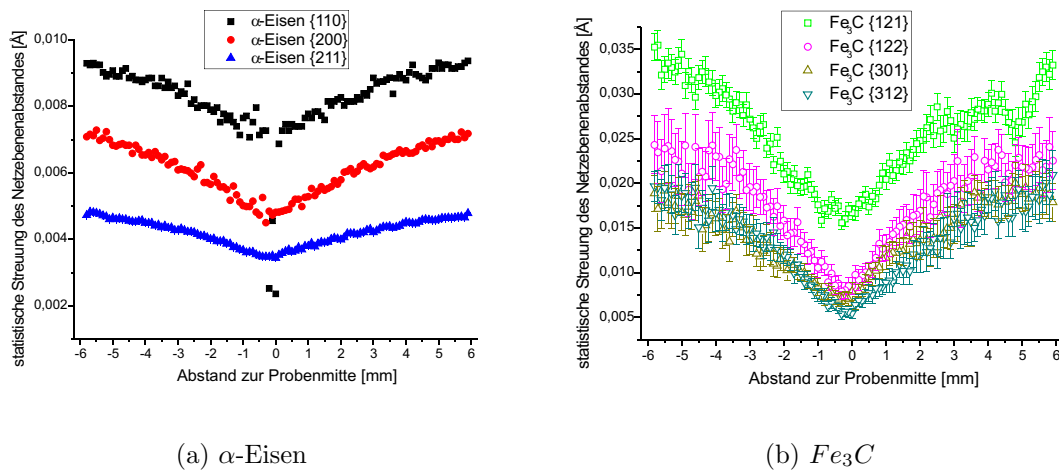 statistische Streuung des Netzebenenabstandes [Å]
0,010
0,008
0,006
0,004
0,002
α-Eisen {110}
α-Eisen {200}
α-Eisen {211}
-6 -5 -4 -3 -2 -1 0 1 2 3 4 5 6
Abstand zur Probenmitte [mm]
(a) α-Eisen
statistische Streuung des Netzebenenabstandes [Å]
0,035
0,030
0,025
0,020
0,015
0,010
0,005
Fe₃C {121}
Fe₃C {122}
Fe₃C {301}
Fe₃C {312}
-6 -5 -4 -3 -2 -1 0 1 2 3 4 5 6
Abstand zur Probenmitte [mm]
(b) Fe₃C